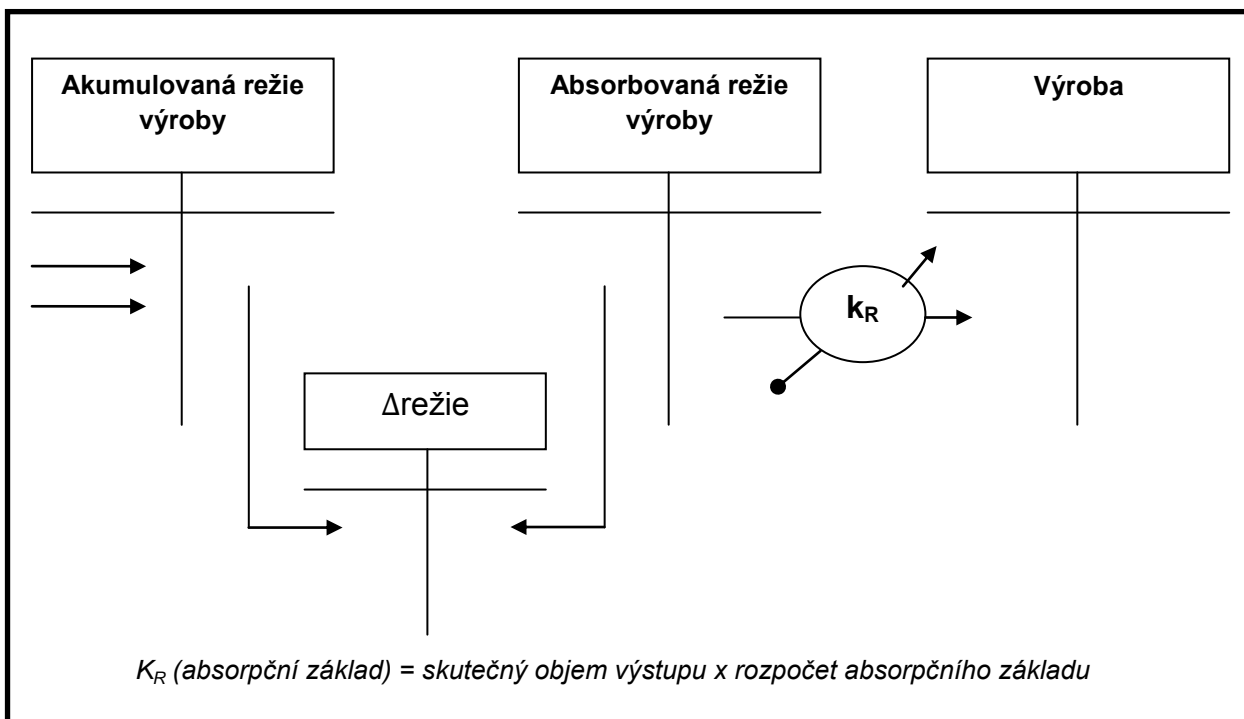 Akumulovaná režie
výroby
Absorbovaná režie
výroby
Výroba
kR
Δrežie
KR (absorpční základ) = skutečný objem výstupu x rozpočet absorpčního základu